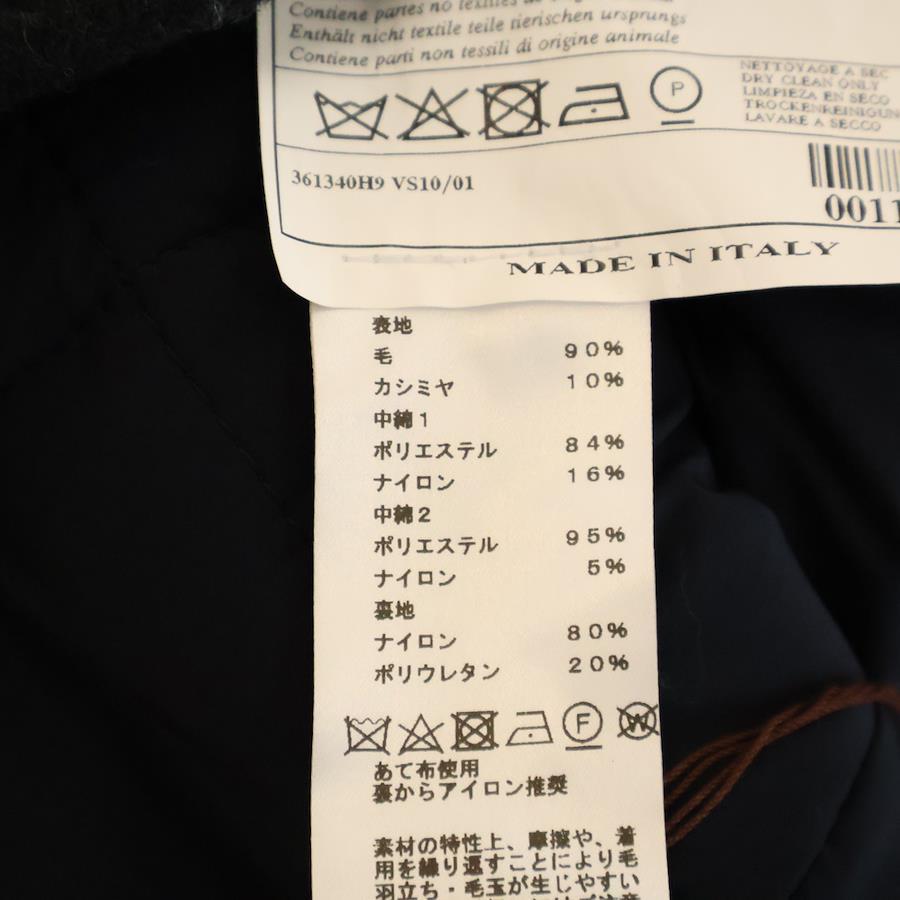 Contiene partes no textiles de
Enthält nicht textile teile tierischen ursprungs
Contiene parti non tessili di origine animale
P
NETTOYAGE A SEC
DRY CLEAN ONLY
LIMPIEZA EN SECO
TROCKENREINIGUN
LAVARE A SECCO
361340H9 VS10/01
0011
MADE IN ITALY
表地
毛 90%
カシミヤ 10%
中綿1
ポリエステル 84%
ナイロン 16%
中綿2
ポリエステル 95%
ナイロン 5%
裏地
ナイロン 80%
ポリウレタン 20%
F W
あて布使用
裏からアイロン推奨
素材の特性上、摩擦や、着
用を繰り返すことにより毛
羽立ち・毛玉が生じやすい